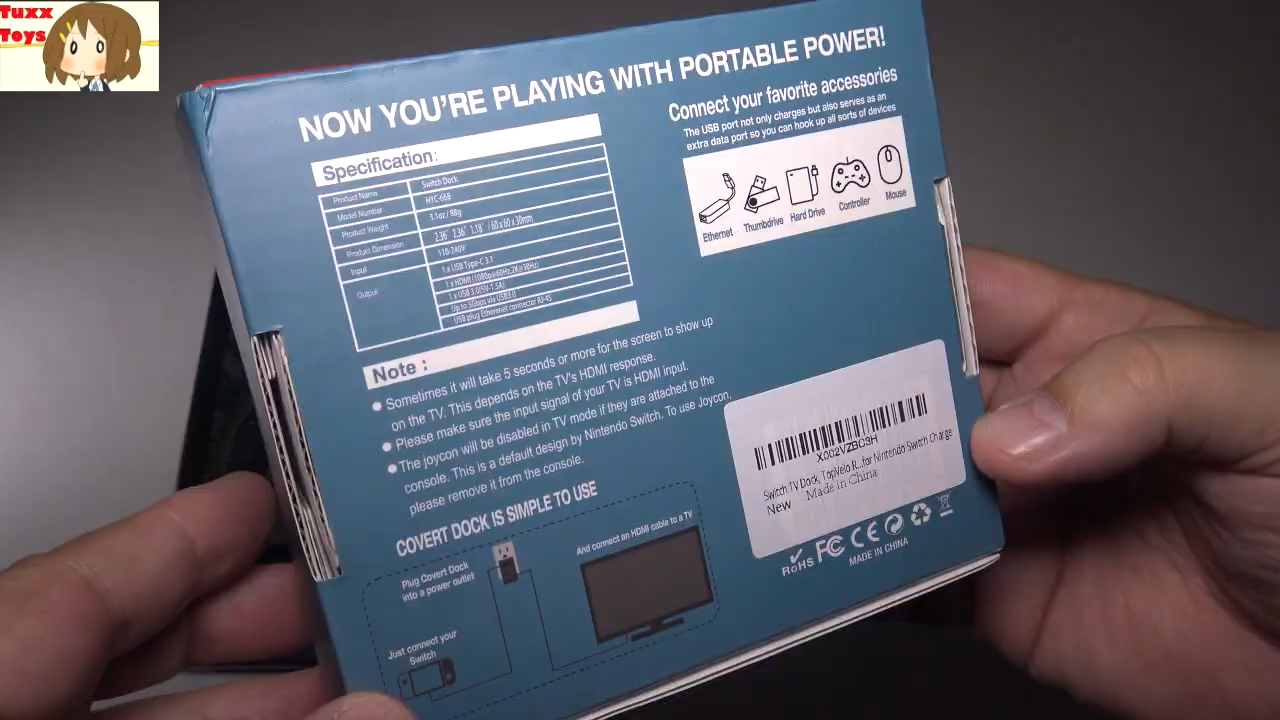 Tuxx
Toys
NOW YOU'RE PLAYING WITH PORTABLE POWER!
Specification:
Product Name Switch Dock
Model Number HYC-66B
Product Weight 3.1oz / 88g
Product Dimension 2.36" 2.36" 1.18" / 60 x 60 x 30mm
Input 110-240V
Output 1 x USB Type-C 3.1
1 x HDMI (1080p@60Hz,2K@30Hz)
1 x USB 3.0(5V-1.5A)
Up to 5Gbps via USB3.0
USB plug Etherenet connector RJ-45
Connect your favorite accessories
The USB port not only charges but also serves as an
extra data port so you can hook up all sorts of devices
Ethernet Thumbdrive Hard Drive Controller Mouse
Note :
Sometimes it will take 5 seconds or more for the screen to show up
on the TV. This depends on the TV's HDMI response.
Please make sure the input signal of your TV is HDMI input.
The joycon will be disabled in TV mode if they are attached to the
console. This is a default design by Nintendo Switch. To use Joycon,
please remove it from the console.
COVERT DOCK IS SIMPLE TO USE
Plug Covert Dock
into a power outlet
And connect an HDMI cable to a TV
Just connect your
Switch
X002VZBC3H
Switch TV Dock, TopVelo R...for Nintendo Switch Charge
New Made in China
RoHS FC CE
MADE IN CHINA